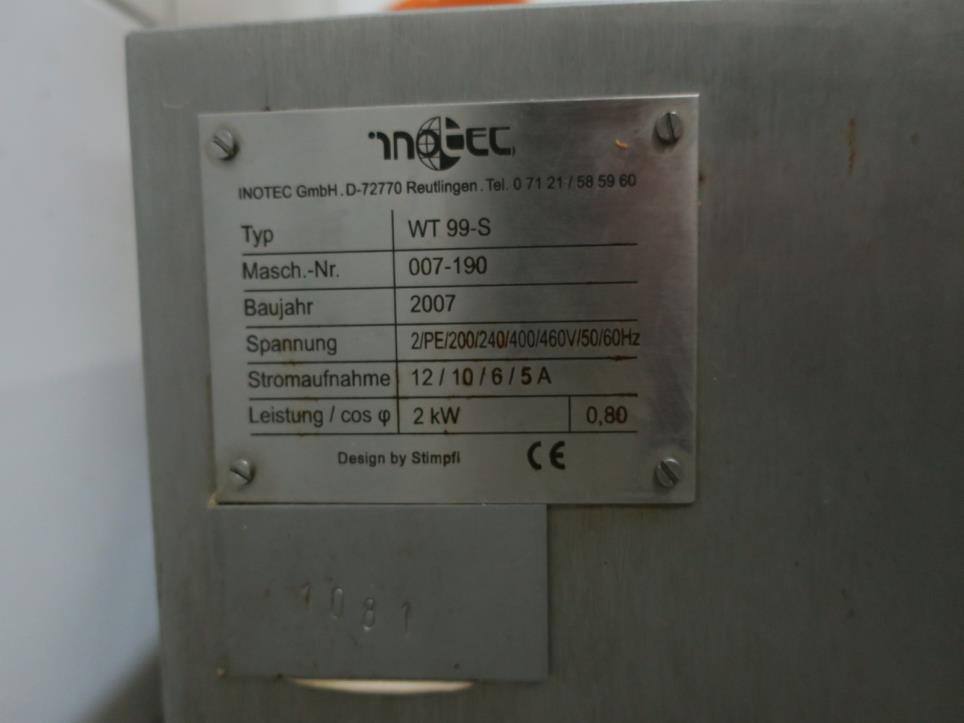 INOTEC
INOTEC GmbH . D-72770 Reutlingen . Tel. 0 71 21 / 58 59 60
Typ WT 99-S
Masch.-Nr. 007-190
Baujahr 2007
Spannung 2/PE/200/240/400/460V/50/60Hz
Stromaufnahme 12 / 10 / 6 / 5 A
Leistung / cos φ 2 kW 0,80
Design by Stimpfl CE
1081